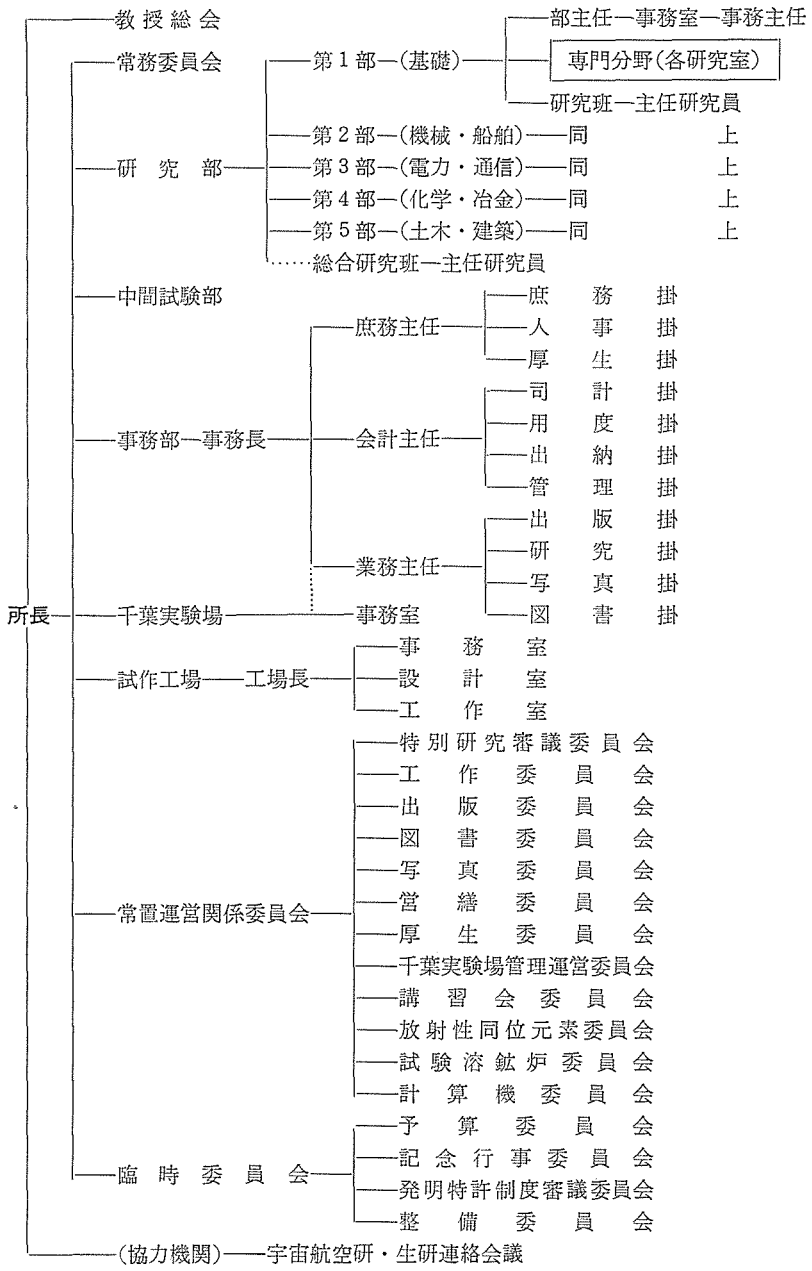 教授総会
部主任―事務室―事務主任
常務委員会
第1部―(基礎)
専門分野(各研究室)
研究班―主任研究員
第2部―(機械・船舶)―同上
研究部
第3部―(電力・通信)―同上
第4部―(化学・冶金)―同上
第5部―(土木・建築)―同上
総合研究班―主任研究員
中間試験部
庶務掛
庶務主任
人事掛
厚生掛
司計掛
用度掛
事務部―事務長
会計主任
出納掛
管理掛
出版掛
研究掛
業務主任
写真掛
所長
千葉実験場
事務室
図書掛
事務室
試作工場―工場長
設計室
工作室
特別研究審議委員会
工作委員会
出版委員会
図書委員会
写真委員会
常置運営関係委員会
営繕委員会
厚生委員会
千葉実験場管理運営委員会
講習会委員会
放射性同位元素委員会
試験溶鉱炉委員会
計算機委員会
予算委員会
臨時委員会
記念行事委員会
発明特許制度審議委員会
整備委員会
(協力機関)―宇宙航空研・生研連絡会議